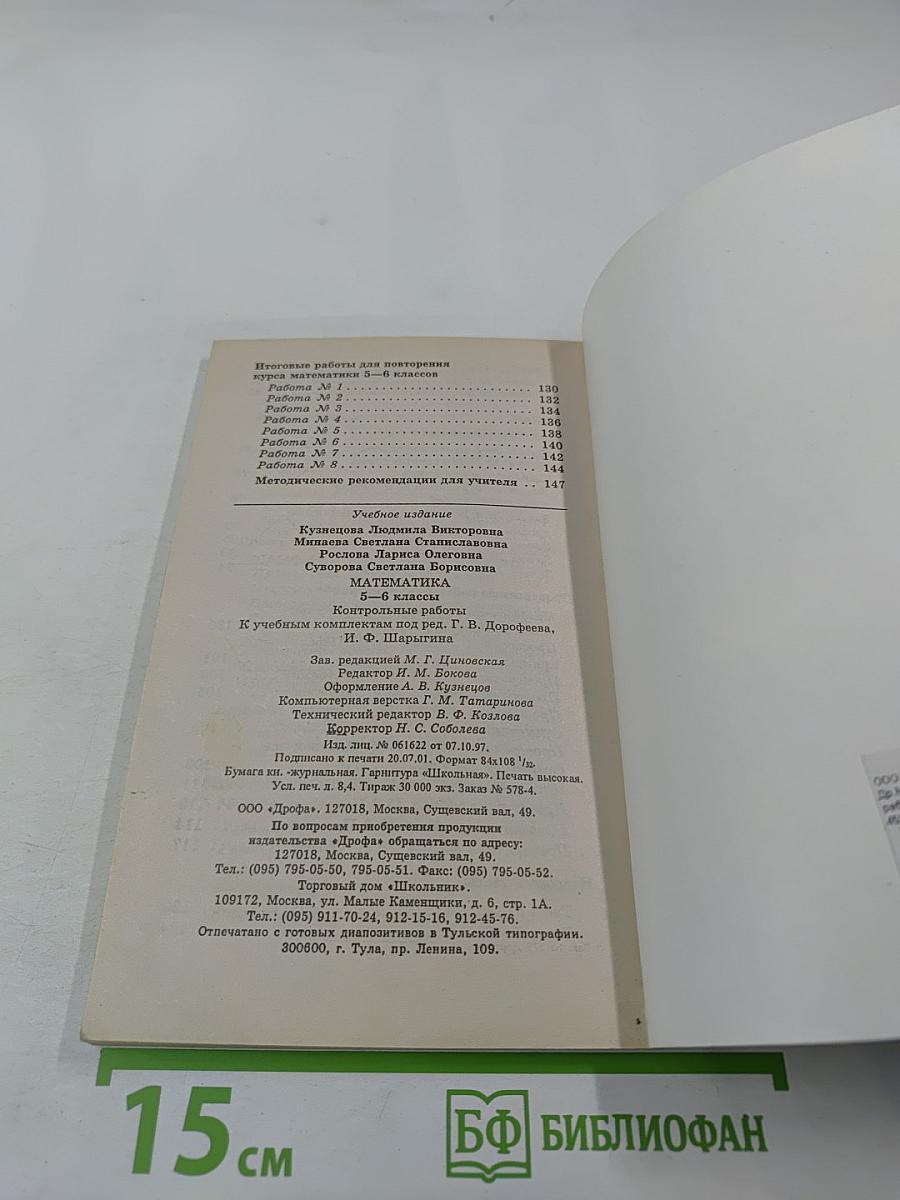 Итоговые работы для повторения
курса математики 5—6 классов
Работа № 1 . . . . . . . . . . . . . . . . . . . . . . . . . . 130
Работа № 2 . . . . . . . . . . . . . . . . . . . . . . . . . . 132
Работа № 3 . . . . . . . . . . . . . . . . . . . . . . . . . . 134
Работа № 4 . . . . . . . . . . . . . . . . . . . . . . . . . . 136
Работа № 5 . . . . . . . . . . . . . . . . . . . . . . . . . . 138
Работа № 6 . . . . . . . . . . . . . . . . . . . . . . . . . . 140
Работа № 7 . . . . . . . . . . . . . . . . . . . . . . . . . . 142
Работа № 8 . . . . . . . . . . . . . . . . . . . . . . . . . . 144
Методические рекомендации для учителя . . 147
Учебное издание
Кузнецова Людмила Викторовна
Минаева Светлана Станиславовна
Рослова Лариса Олеговна
Суворова Светлана Борисовна
МАТЕМАТИКА
5—6 классы
Контрольные работы
К учебным комплектам под ред. Г. В. Дорофеева,
И. Ф. Шарыгина
Зав. редакцией М. Г. Циновская
Редактор И. М. Бокова
Оформление А. В. Кузнецов
Компьютерная верстка Г. М. Татаринова
Технический редактор В. Ф. Козлова
Корректор Н. С. Соболева
Изд. лиц. № 061622 от 07.10.97.
Подписано к печати 20.07.01. Формат 84x108 1/32.
Бумага кн. -журнальная. Гарнитура «Школьная». Печать высокая.
Усл. печ. л. 8,4. Тираж 30 000 экз. Заказ № 578-4.
ООО «Дрофа». 127018, Москва, Сущевский вал, 49.
По вопросам приобретения продукции
издательства «Дрофа» обращаться по адресу:
127018, Москва, Сущевский вал, 49.
Тел.: (095) 795-05-50, 795-05-51. Факс: (095) 795-05-52.
Торговый дом «Школьник».
109172, Москва, ул. Малые Каменщики, д. 6, стр. 1А.
Тел.: (095) 911-70-24, 912-15-16, 912-45-76.
Отпечатано с готовых диапозитивов в Тульской типографии.
300600, г. Тула, пр. Ленина, 109.
ООО
15 см
БФ БИБЛИОФАН